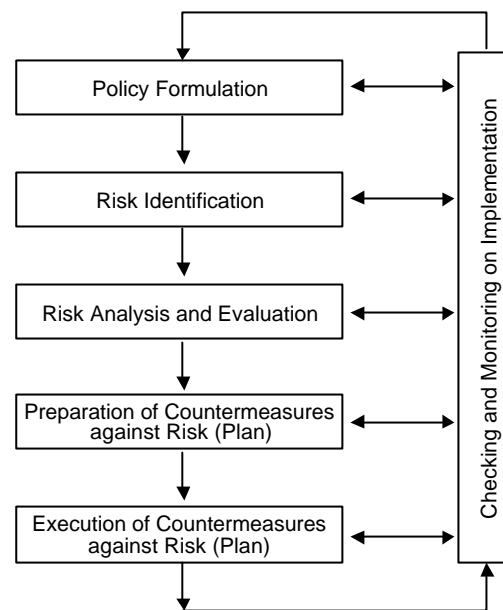 Policy Formulation
Risk Identification
Risk Analysis and Evaluation
Preparation of Countermeasures
against Risk (Plan)
Execution of Countermeasures
against Risk (Plan)
Checking and Monitoring on Implementation